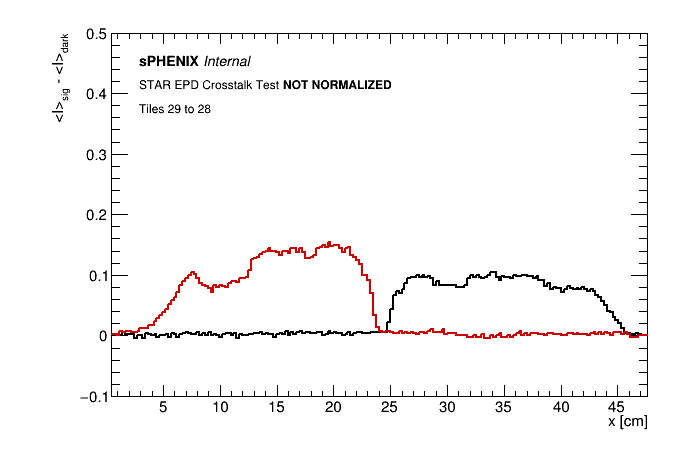 0.5
sPHENIX Internal
<I>sig - <I>dark
STAR EPD Crosstalk Test NOT NORMALIZED
0.4
Tiles 29 to 28
0.3
0.2
0.1
0
−0.1
5 10 15 20 25 30 35 40 45
x [cm]